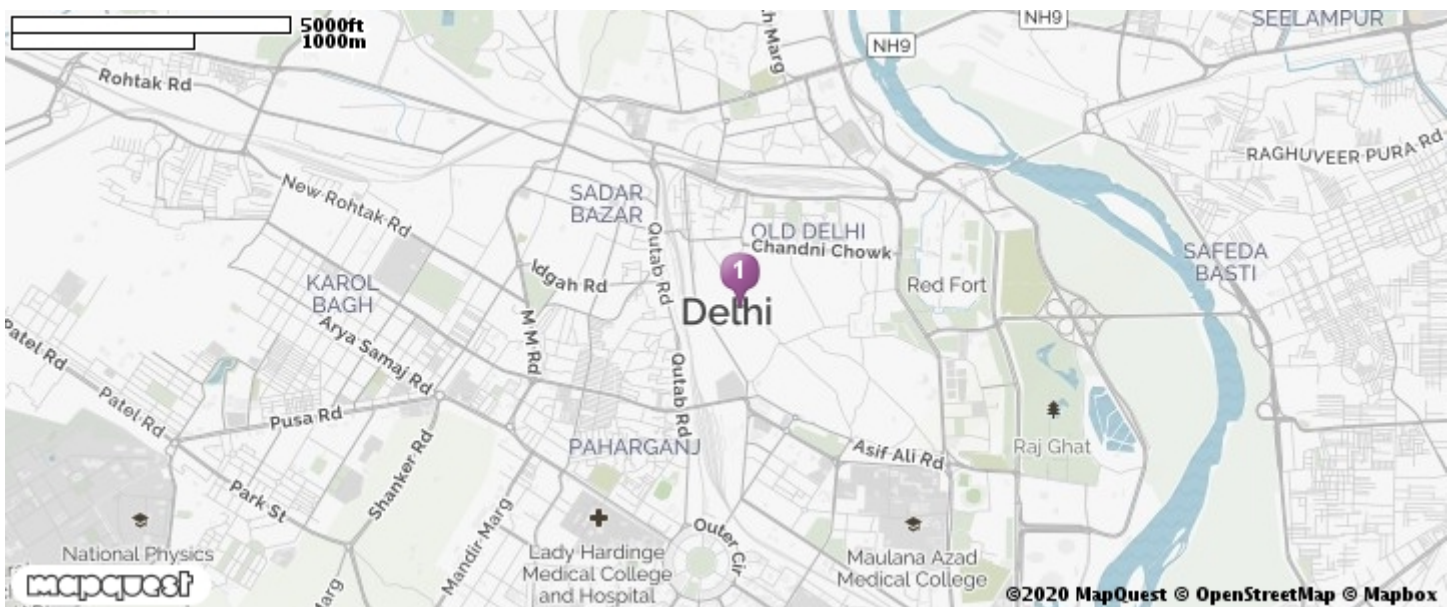 5000ft
1000m
h Marg
NH9
NH9
SEELAMPUR
Rohtak Rd
RAGHUVEER PURA Rd
New Rohtak Rd
SADAR
BAZAR
Qutab Rd
OLD DELHI
Chandni Chowk
SAFEDA
BASTI
Idgah Rd
KAROL
BAGH
1
Red Fort
Delhi
M M Rd
Arya Samaj Rd
Patel Rd
Qutab Rd
Patel Rd
Pusa Rd
PAHARGANJ
Asif Ali Rd
Raj Ghat
Shanker Rd
Park St
Mandir Marg
Outer Cir
National Physics
Lady Hardinge
Medical College
and Hospital
Maulana Azad
Medical College
mapquest
arg
©2020 MapQuest © OpenStreetMap © Mapbox